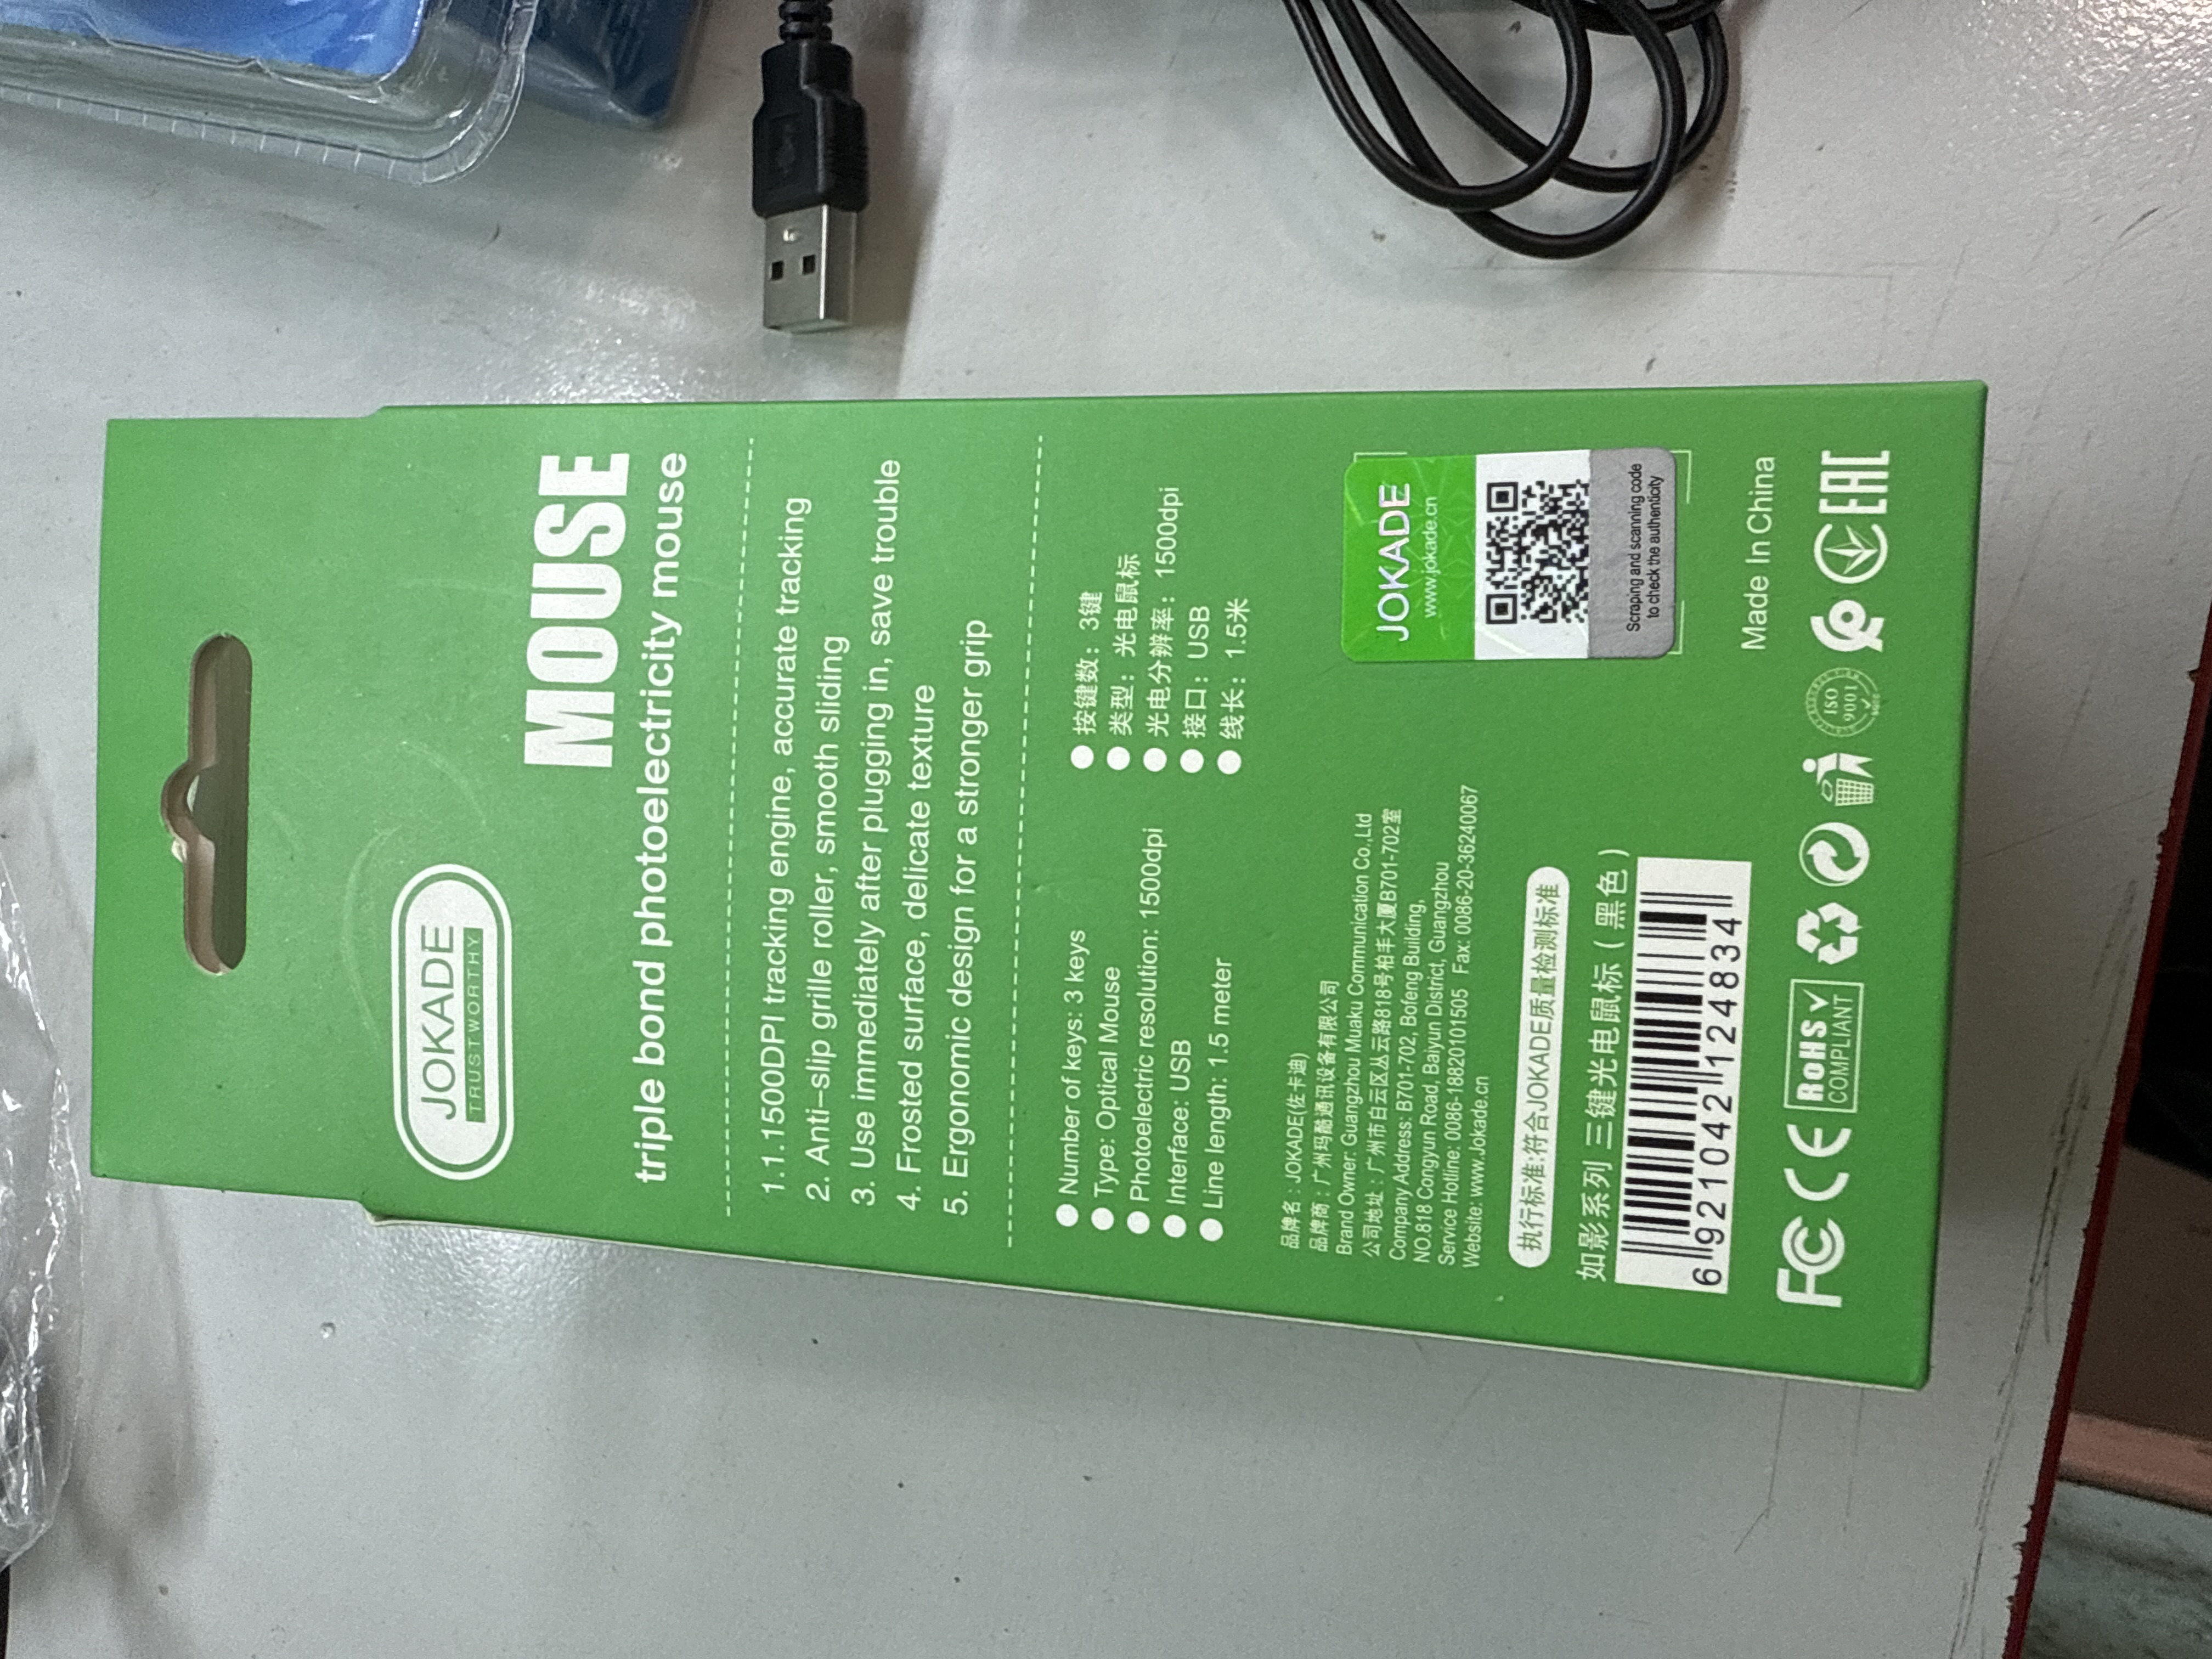 JOKADE
TRUSTWORTHY
MOUSE
triple bond photoelectricity mouse
1.1.1500DPI tracking engine, accurate tracking
2. Anti-slip grille roller, smooth sliding
3. Use immediately after plugging in, save trouble
4. Frosted surface, delicate texture
5. Ergonomic design for a stronger grip
● Number of keys: 3 keys
● Type: Optical Mouse
● Photoelectric resolution: 1500dpi
● Interface: USB
● Line length: 1.5 meter
● 按键数：3键
● 类型：光电鼠标
● 光电分辨率：1500dpi
● 接口：USB
● 线长：1.5米
品牌名：JOKADE(佐卡迪)
品牌商：广州玛酷通讯设备有限公司
Brand Owner: Guangzhou Muaku Communication Co.,Ltd
公司地址：广州市白云区丛云路818号柏丰大厦B701-702室
Company Address: B701-702, Bofeng Building,
NO.818 Congyun Road, Baiyun District, Guangzhou
Service Hotline: 0086-18820101505 Fax: 0086-20-36240067
Website: www.Jokade.cn
JOKADE
www.jokade.cn
Scraping and scanning code
to check the authenticity
执行标准:符合JOKADE质量检测标准
如影系列 三键光电鼠标（黑色）
6 921042 124834
Made In China
FC CE RoHS COMPLIANT ISO 9001 EAC